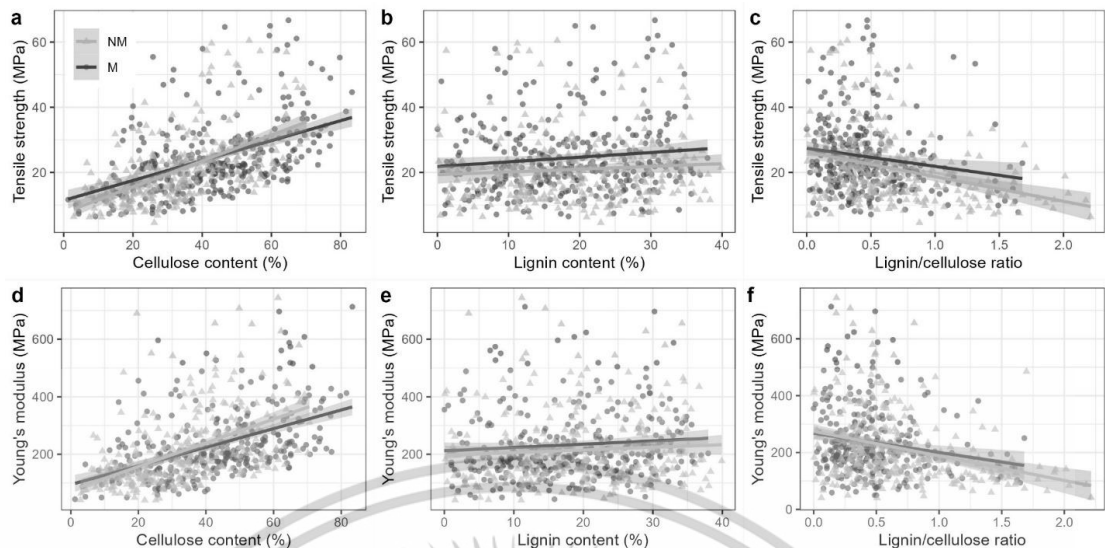 a
Tensile strength (MPa)
60
40
20
NM
M
0 20 40 60 80
Cellulose content (%)
b
Tensile strength (MPa)
60
40
20
0 10 20 30 40
Lignin content (%)
c
Tensile strength (MPa)
60
40
20
0.0 0.5 1.0 1.5 2.0
Lignin/cellulose ratio
d
Young's modulus (MPa)
600
400
200
0 20 40 60 80
Cellulose content (%)
e
Young's modulus (MPa)
600
400
200
0 10 20 30 40
Lignin content (%)
f
Young's modulus (MPa)
600
400
200
0
0.0 0.5 1.0 1.5 2.0
Lignin/cellulose ratio